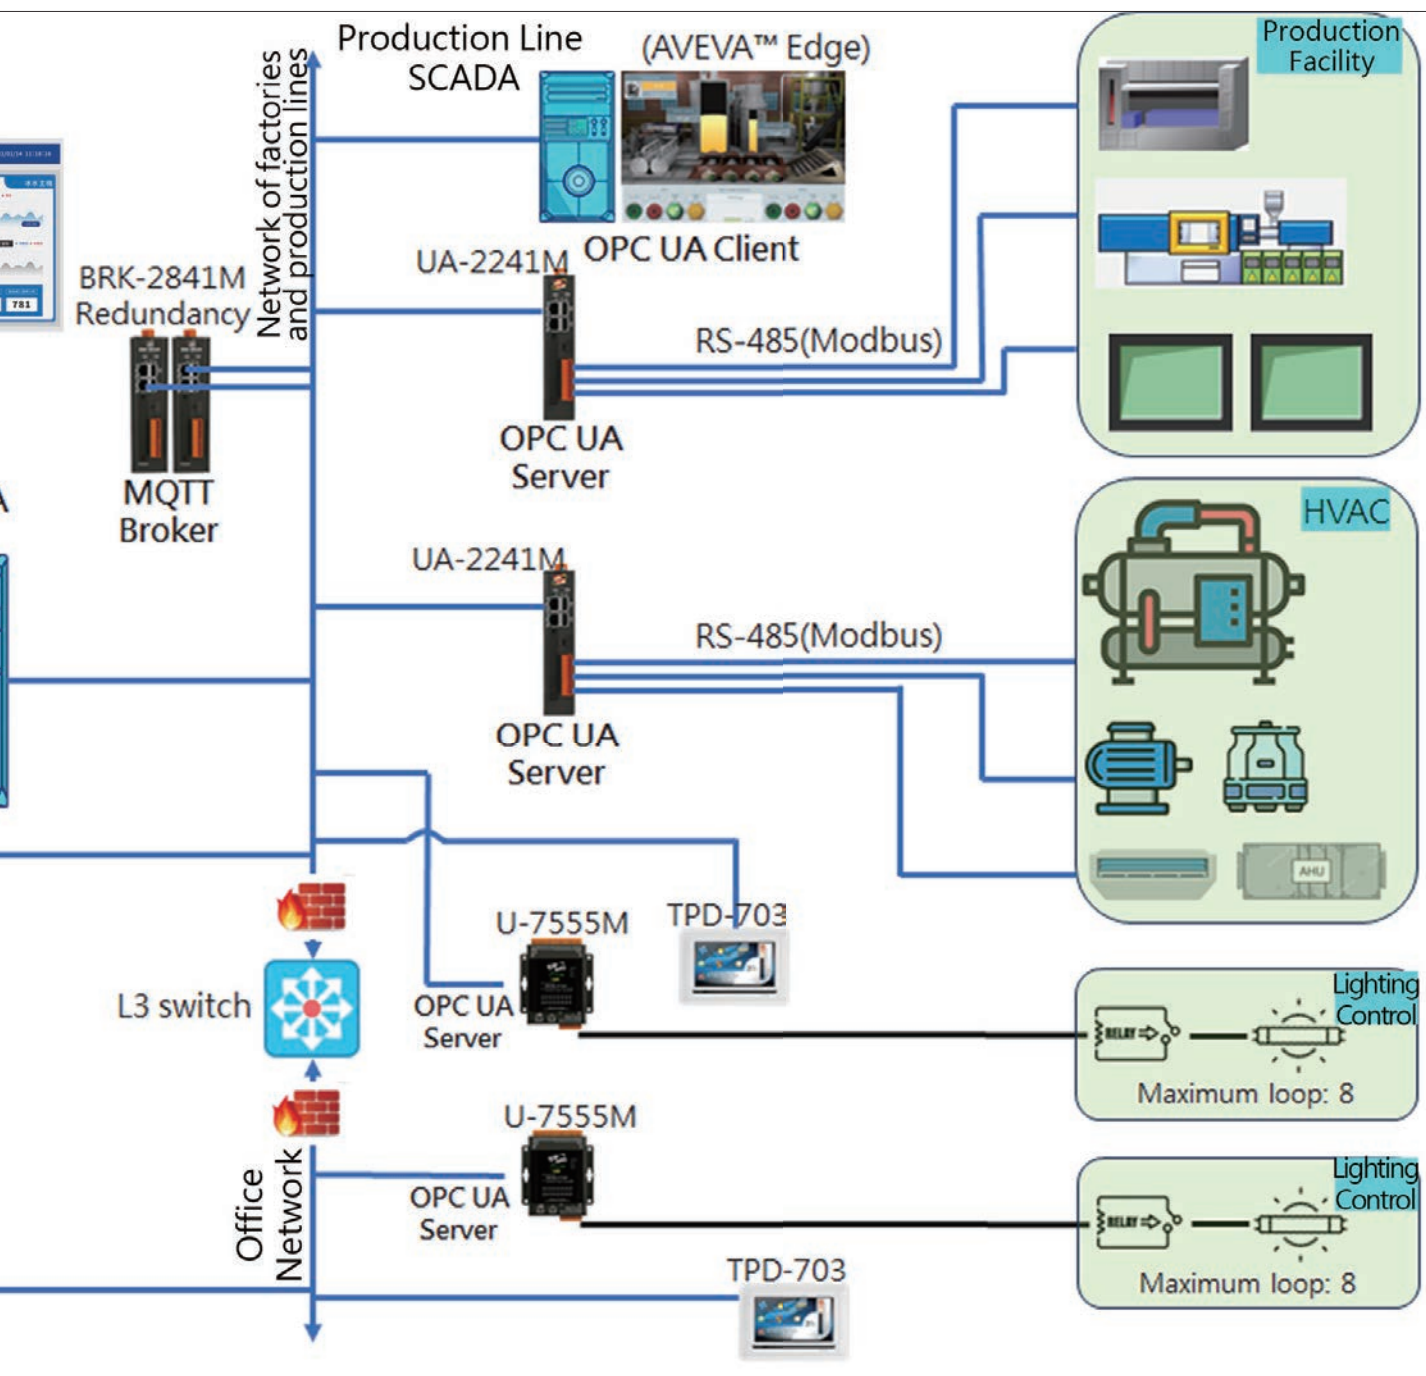 Production Line
SCADA
(AVEVA™ Edge)
Production
Facility
Network of factories
and production lines
OPC UA Client
UA-2241M
BRK-2841M
Redundancy
781
RS-485(Modbus)
OPC UA
Server
MQTT
Broker
A
HVAC
UA-2241M
RS-485(Modbus)
OPC UA
Server
AHU
U-7555M
TPD-703
L3 switch
OPC UA
Server
Lighting
Control
RELAY
Maximum loop: 8
U-7555M
Office
Network
OPC UA
Server
Lighting
Control
RELAY
Maximum loop: 8
TPD-703